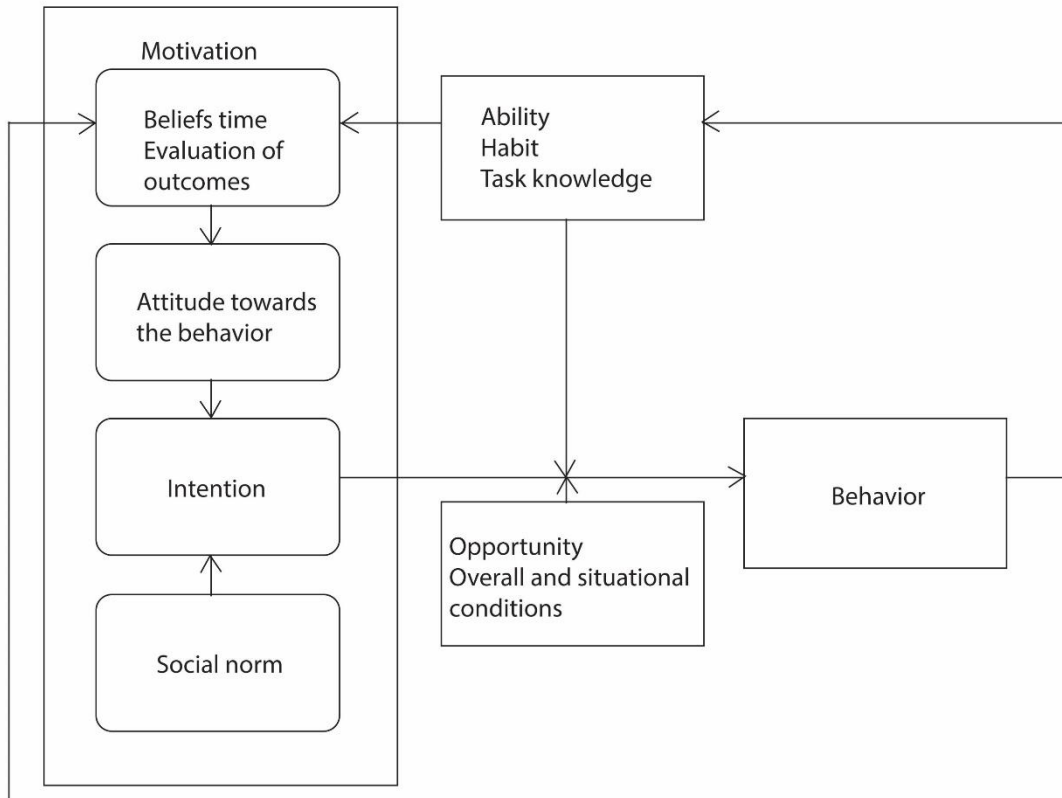 Motivation
Beliefs time
Evaluation of
outcomes
Attitude towards
the behavior
Intention
Social norm
Ability
Habit
Task knowledge
Opportunity
Overall and situational
conditions
Behavior